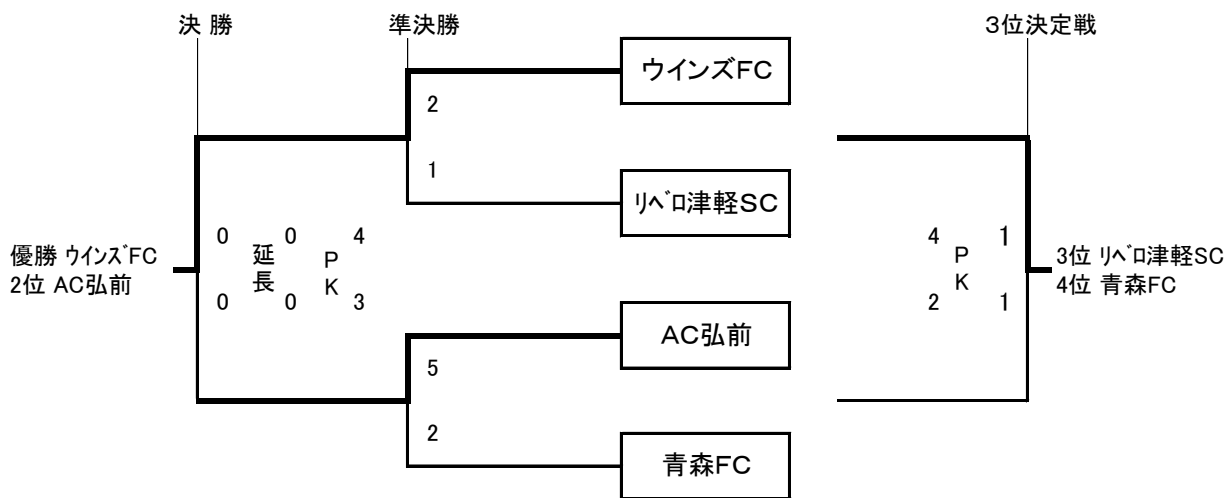 決 勝
準決勝
3位決定戦
ウインズFC
2
1
リベロ津軽SC
0 延長 0 PK 4
0 0 3
優勝 ウインズFC
2位 AC弘前
AC弘前
5
2
青森FC
4 PK 1
2 1
3位 リベロ津軽SC
4位 青森FC